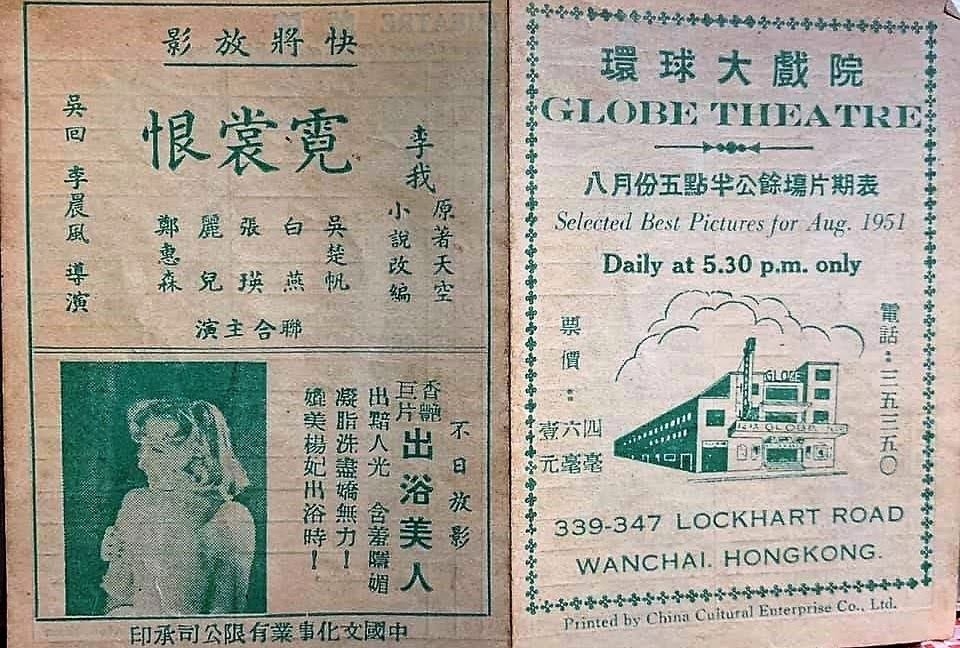 快將放影
李我
原著天空
小說改編
霓裳恨
吳楚帆
白燕
張瑛
麗兒
鄭惠森
聯合主演
吳回 李晨風 導演
不日放影
香艷巨片
出浴美人
出黯人光 含羞媚
凝脂洗盡嬌無力！
美楊妃出浴時！
中國文化事業有限公司承印
環球大戲院
GLOBE THEATRE
八月份五點半公餘場片期表
Selected Best Pictures for Aug. 1951
Daily at 5.30 p.m. only
電話：三五三五〇
票價：
四毫
六毫
壹元
GLOBE
GLOBE
339-347 LOCKHART ROAD
WANCHAI. HONGKONG.
Printed by China Cultural Enterprise Co., Ltd.